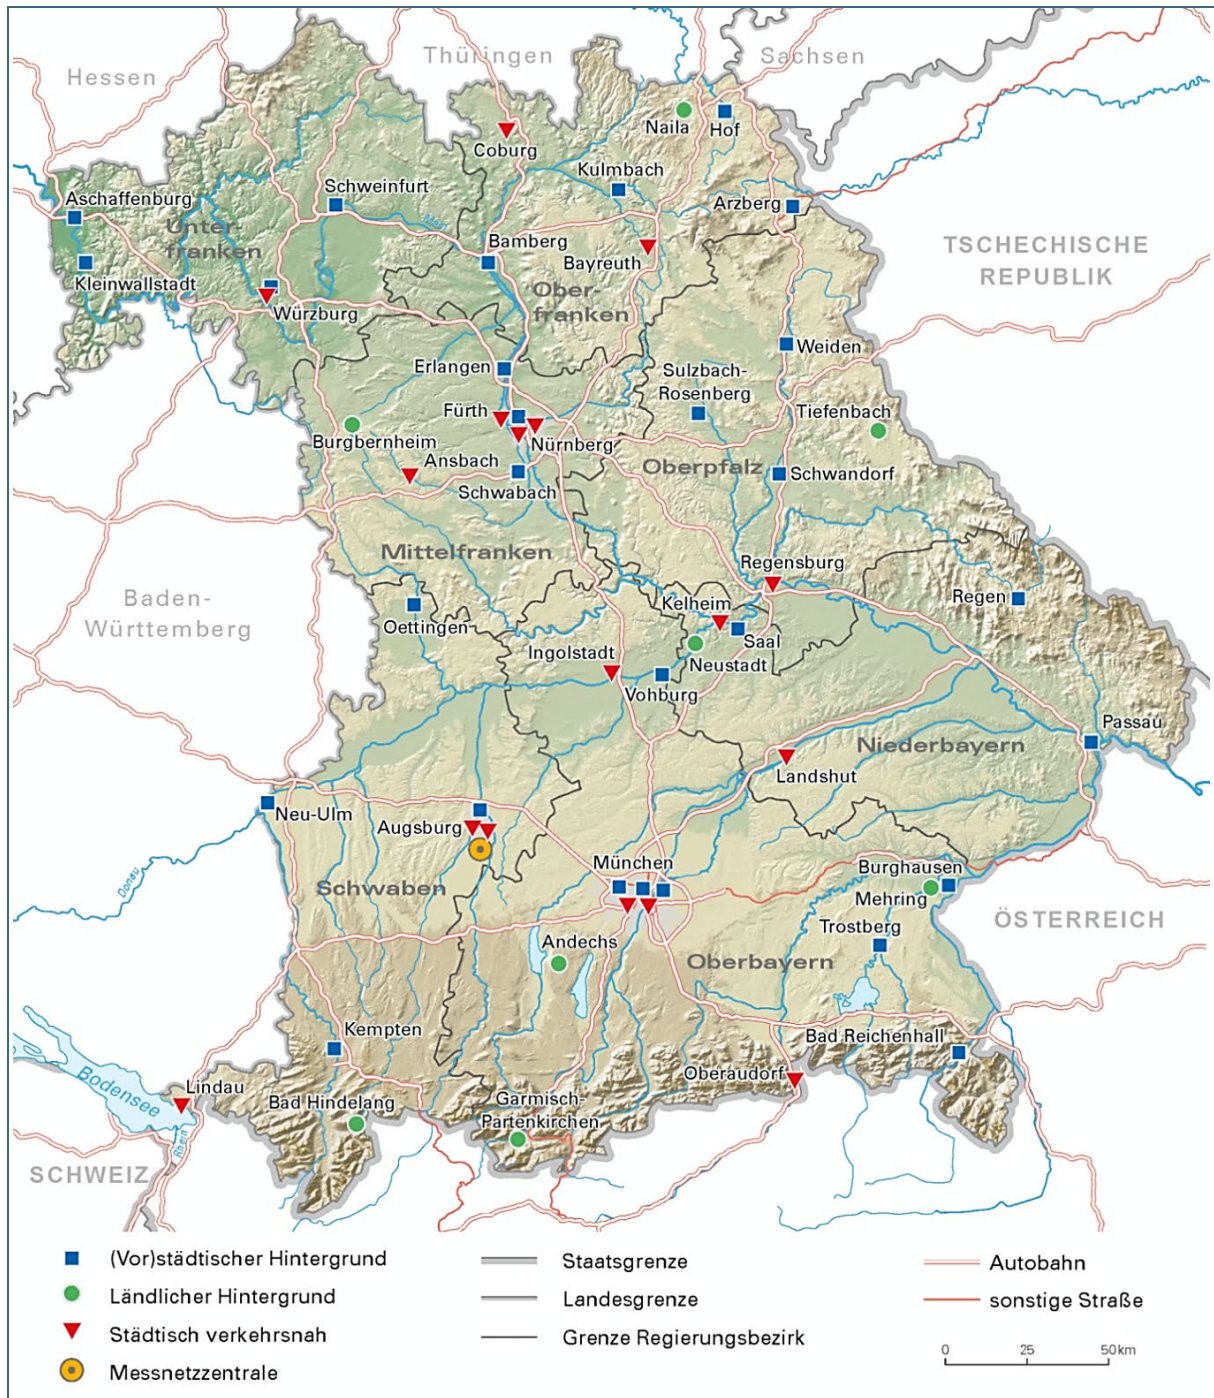 Hessen
Thüringen
Sachsen
Naila
Hof
Coburg
Kulmbach
Schweinfurt
Aschaffenburg
Arzberg
Main
Unter-
franken
Bamberg
Bayreuth
TSCHECHISCHE
REPUBLIK
Kleinwallstadt
Ober-
franken
Würzburg
Erlangen
Weiden
Sulzbach-
Rosenberg
Fürth
Tiefenbach
Burgbernheim
Nürnberg
Ansbach
Oberpfalz
Schwandorf
Schwabach
Mittelfranken
Regensburg
Baden-
Württemberg
Kelheim
Regen
Oettingen
Saal
Ingolstadt
Neustadt
Vohburg
Passau
Niederbayern
Landshut
Neu-Ulm
Augsburg
München
Burghausen
Donau
Schwaben
Mehring
ÖSTERREICH
Trostberg
Andechs
Oberbayern
Kempten
Bad Reichenhall
Bodensee
Lindau
Oberaudorf
Bad Hindelang
Garmisch-
Partenkirchen
Rhein
SCHWEIZ
(Vor)städtischer Hintergrund
Ländlicher Hintergrund
Städtisch verkehrsnah
Messnetzzentrale
Staatsgrenze
Landesgrenze
Grenze Regierungsbezirk
Autobahn
sonstige Straße
0 25 50 km